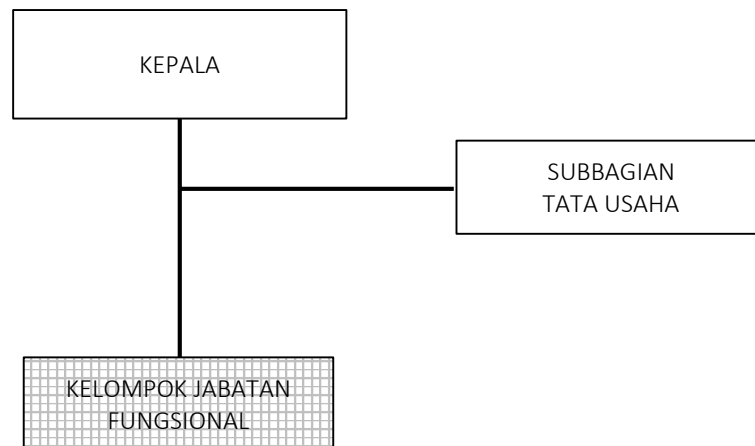 KEPALA
SUBBAGIAN
TATA USAHA
KELOMPOK JABATAN
FUNGSIONAL